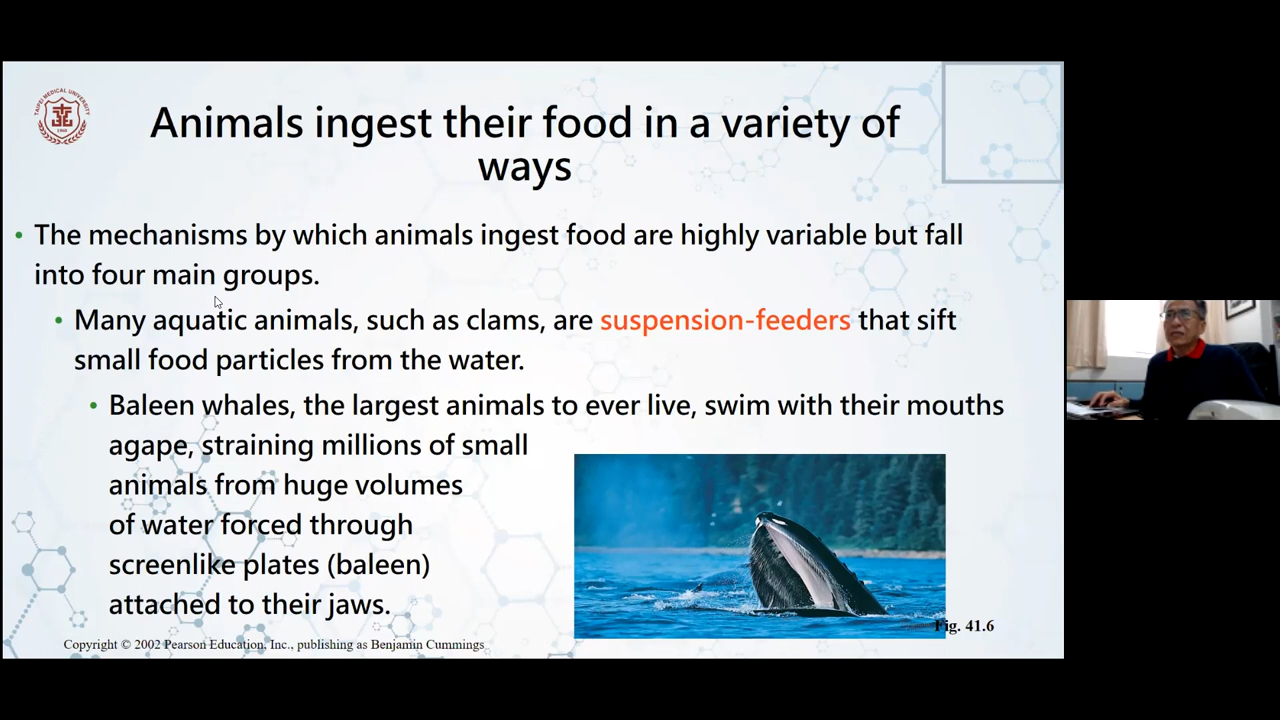 TAIPEI MEDICAL UNIVERSITY
1960
Animals ingest their food in a variety of
ways
• The mechanisms by which animals ingest food are highly variable but fall
into four main groups.
• Many aquatic animals, such as clams, are suspension-feeders that sift
small food particles from the water.
• Baleen whales, the largest animals to ever live, swim with their mouths
agape, straining millions of small
animals from huge volumes
of water forced through
screenlike plates (baleen)
attached to their jaws.
Fig. 41.6
Copyright © 2002 Pearson Education, Inc., publishing as Benjamin Cummings